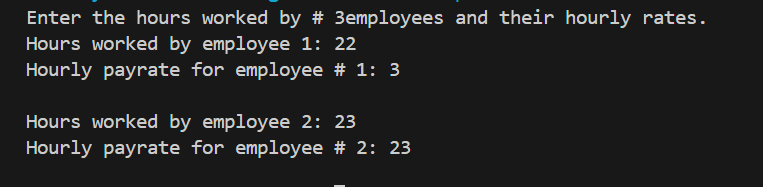 Enter the hours worked by # 3employees and their hourly rates.
Hours worked by employee 1: 22
Hourly payrate for employee # 1: 3
Hours worked by employee 2: 23
Hourly payrate for employee # 2: 23